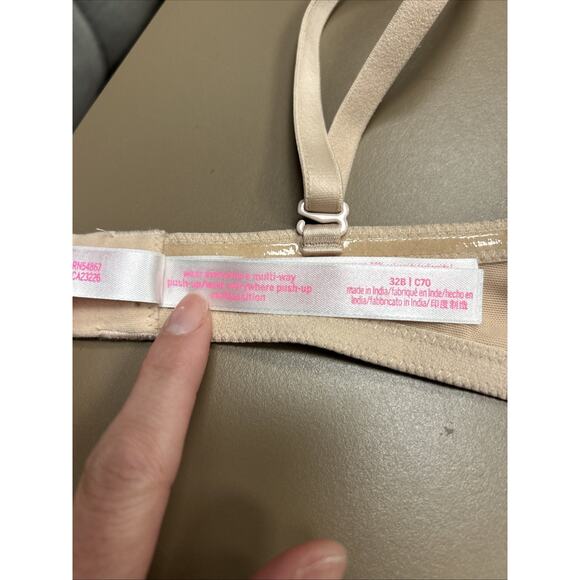 RN54867
CA23226
wear everywhere multi-way
push-up/wear everywhere push-up
multiposition
32B | C70
made in India/fabriqué en Inde/hecho en
India/fabbricato in India/印度制造